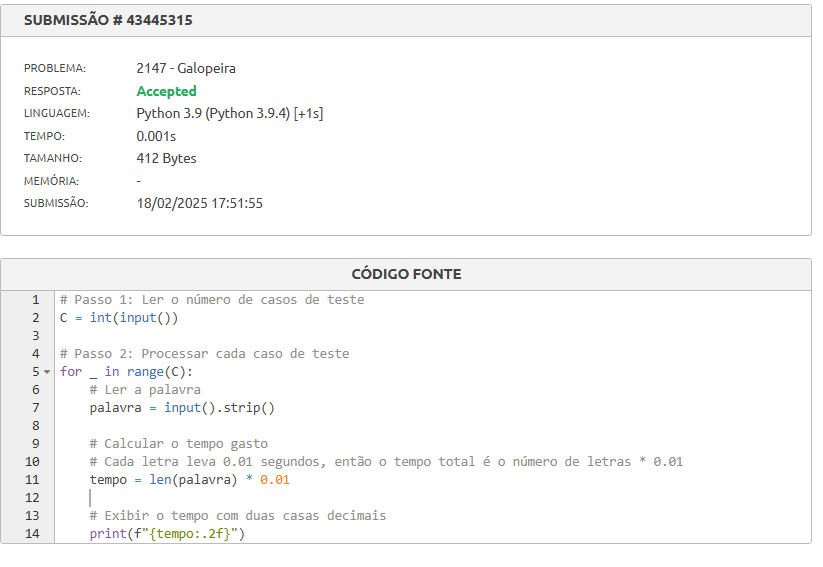 SUBMISSÃO # 43445315
PROBLEMA: 2147 - Galopeira
RESPOSTA: Accepted
LINGUAGEM: Python 3.9 (Python 3.9.4) [+1s]
TEMPO: 0.001s
TAMANHO: 412 Bytes
MEMÓRIA: -
SUBMISSÃO: 18/02/2025 17:51:55
CÓDIGO FONTE
1 # Passo 1: Ler o número de casos de teste
2 C = int(input())
3
4 # Passo 2: Processar cada caso de teste
5 for _ in range(C):
6     # Ler a palavra
7     palavra = input().strip()
8
9     # Calcular o tempo gasto
10     # Cada letra leva 0.01 segundos, então o tempo total é o número de letras * 0.01
11     tempo = len(palavra) * 0.01
12
13     # Exibir o tempo com duas casas decimais
14     print(f"{tempo:.2f}")